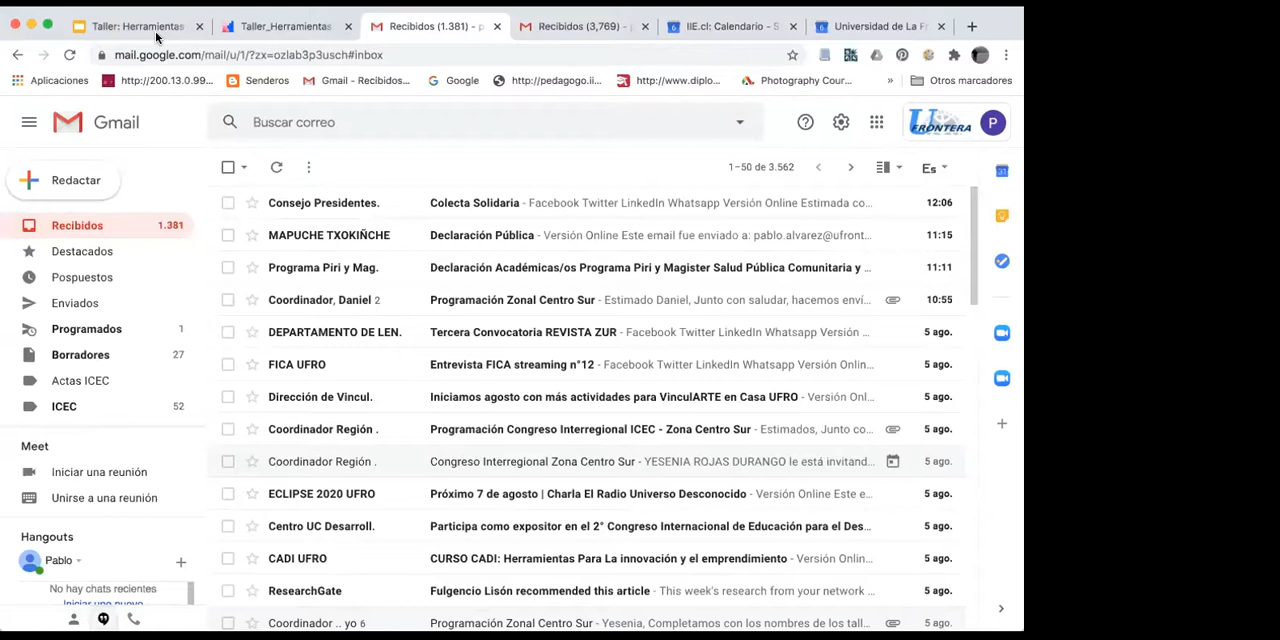 Taller: Herramientas
Taller_Herramientas
Recibidos (1.381) - p
Recibidos (3,769) - p
IIE.cl: Calendario - S
Universidad de La Fr
mail.google.com/mail/u/1/?zx=ozlab3p3usch#inbox
Aplicaciones
http://200.13.0.99...
Senderos
Gmail - Recibidos...
Google
http://pedagogo.ii...
http://www.diplo...
Photography Cour...
»
Otros marcadores
Gmail
Buscar correo
FRONTERA
P
Redactar
1–50 de 3.562
Es
Recibidos 1.381
Destacados
Pospuestos
Enviados
Programados 1
Borradores 27
Actas ICEC
ICEC 52
Meet
Iniciar una reunión
Unirse a una reunión
Hangouts
Pablo
No hay chats recientes
Iniciar uno nuevo
Consejo Presidentes. Colecta Solidaria - Facebook Twitter LinkedIn Whatsapp Versión Online Estimada co... 12:06
MAPUCHE TXOKIÑCHE Declaración Pública - Versión Online Este email fue enviado a: pablo.alvarez@ufront... 11:15
Programa Piri y Mag. Declaración Académicas/os Programa Piri y Magister Salud Pública Comunitaria y ... 11:11
Coordinador, Daniel 2 Programación Zonal Centro Sur - Estimado Daniel, Junto con saludar, hacemos enví... 10:55
DEPARTAMENTO DE LEN. Tercera Convocatoria REVISTA ZUR - Facebook Twitter LinkedIn Whatsapp Versión ... 5 ago.
FICA UFRO Entrevista FICA streaming n°12 - Facebook Twitter LinkedIn Whatsapp Versión Onlin... 5 ago.
Dirección de Vincul. Iniciamos agosto con más actividades para VinculARTE en Casa UFRO - Versión Onl... 5 ago.
Coordinador Región . Programación Congreso Interregional ICEC - Zona Centro Sur - Estimados, Junto co... 5 ago.
Coordinador Región . Congreso Interregional Zona Centro Sur - YESENIA ROJAS DURANGO le está invitand... 5 ago.
ECLIPSE 2020 UFRO Próximo 7 de agosto | Charla El Radio Universo Desconocido - Versión Online Este e... 5 ago.
Centro UC Desarroll. Participa como expositor en el 2° Congreso Internacional de Educación para el Des... 5 ago.
CADI UFRO CURSO CADI: Herramientas Para La innovación y el emprendimiento - Versión Onlin... 5 ago.
ResearchGate Fulgencio Lisón recommended this article - This week's research from your network ... 5 ago.
Coordinador .. yo 6 Programación Zonal Centro Sur - Yesenia, Completamos con los nombres de los tall... 5 ago.